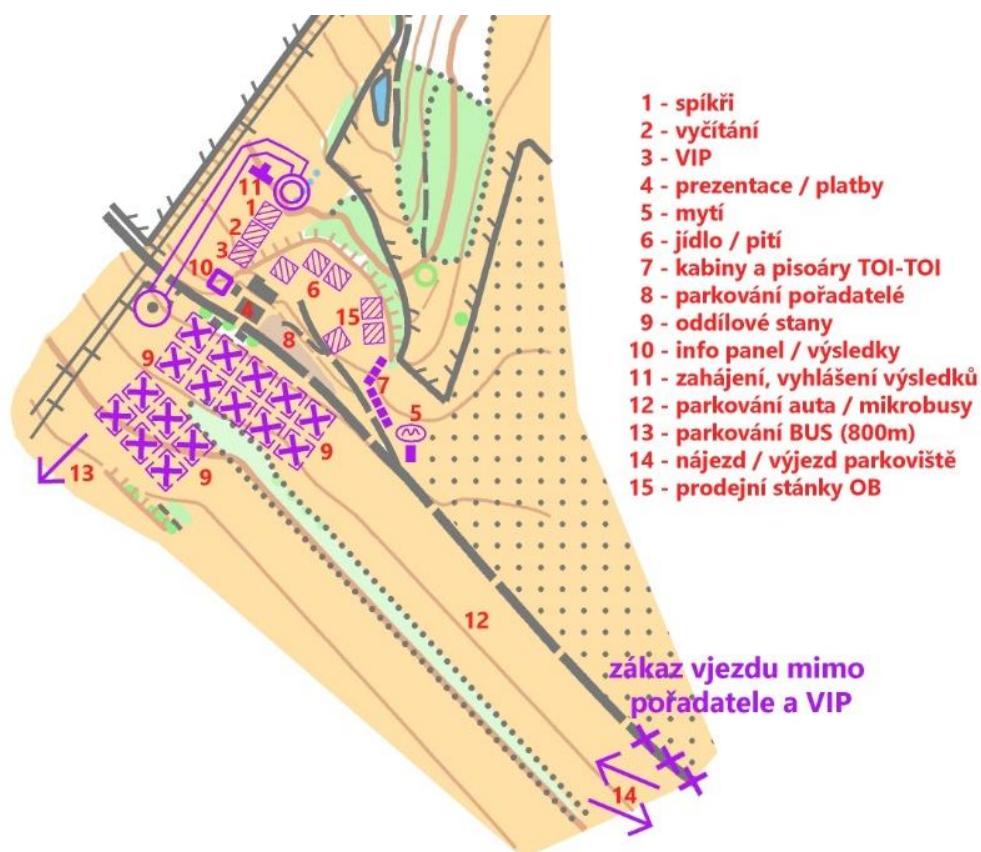 1 - spíkři
2 - vyčítání
3 - VIP
4 - prezentace / platby
5 - mytí
6 - jídlo / pití
7 - kabiny a pisoáry TOI-TOI
8 - parkování pořadatelé
9 - oddílové stany
10 - info panel / výsledky
11 - zahájení, vyhlášení výsledků
12 - parkování auta / mikrobusy
13 - parkování BUS (800m)
14 - nájezd / výjezd parkoviště
15 - prodejní stánky OB
11
1
2
3
10
6
4
15
8
9
7
5
9
13
9
12
zákaz vjezdu mimo
pořadatele a VIP
14